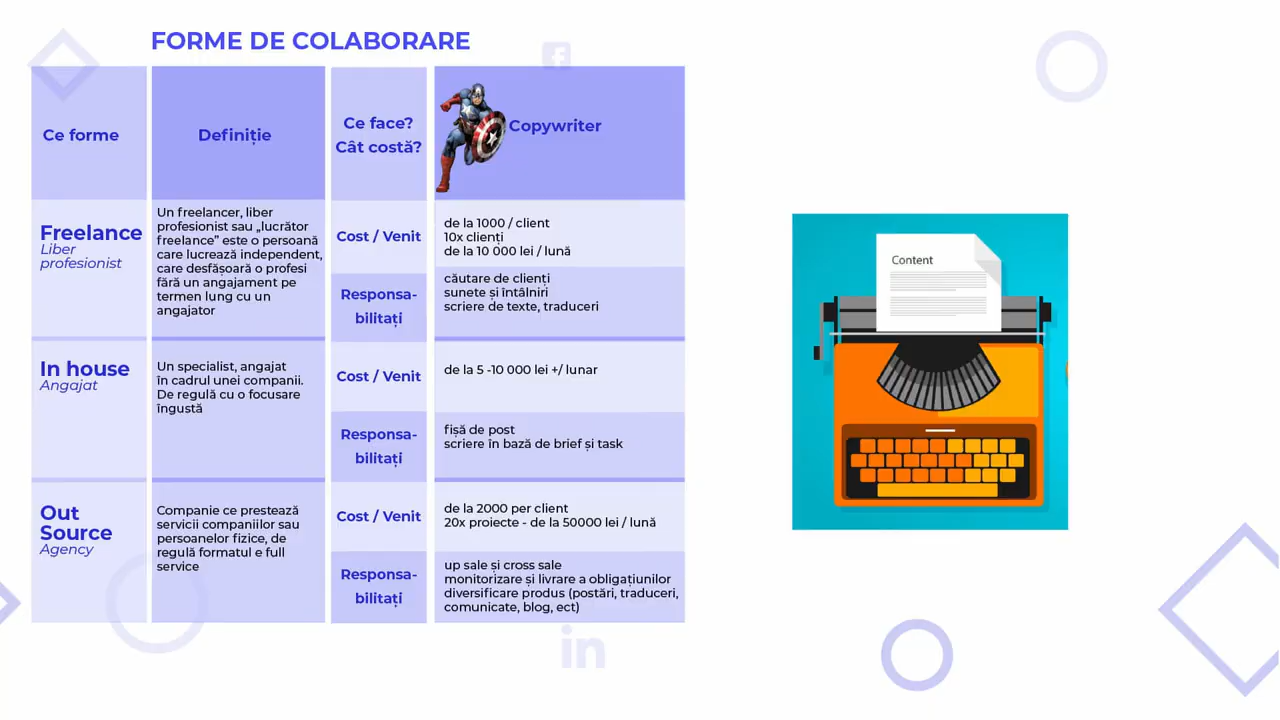 FORME DE COLABORARE
Ce forme
Definiție
Ce face?
Cât costă?
Copywriter
Freelance
Liber
profesionist
Un freelancer, liber
profesionist sau „lucrător
freelance” este o persoană
care lucrează independent,
care desfășoară o profesi
fără un angajament pe
termen lung cu un
angajator
Cost / Venit
de la 1000 / client
10x clienți
de la 10 000 lei / lună
Responsa-
bilitați
căutare de clienți
sunete și întâlniri
scriere de texte, traduceri
In house
Angajat
Un specialist, angajat
în cadrul unei companii.
De regulă cu o focusare
îngustă
Cost / Venit
de la 5 -10 000 lei +/ lunar
Responsa-
bilitați
fișă de post
scriere în bază de brief și task
Out
Source
Agency
Companie ce prestează
servicii companiilor sau
persoanelor fizice, de
regulă formatul e full
service
Cost / Venit
de la 2000 per client
20x proiecte - de la 50000 lei / lună
Responsa-
bilitați
up sale și cross sale
monitorizare și livrare a obligațiunilor
diversificare produs (postări, traduceri,
comunicate, blog, ect)
Content
in